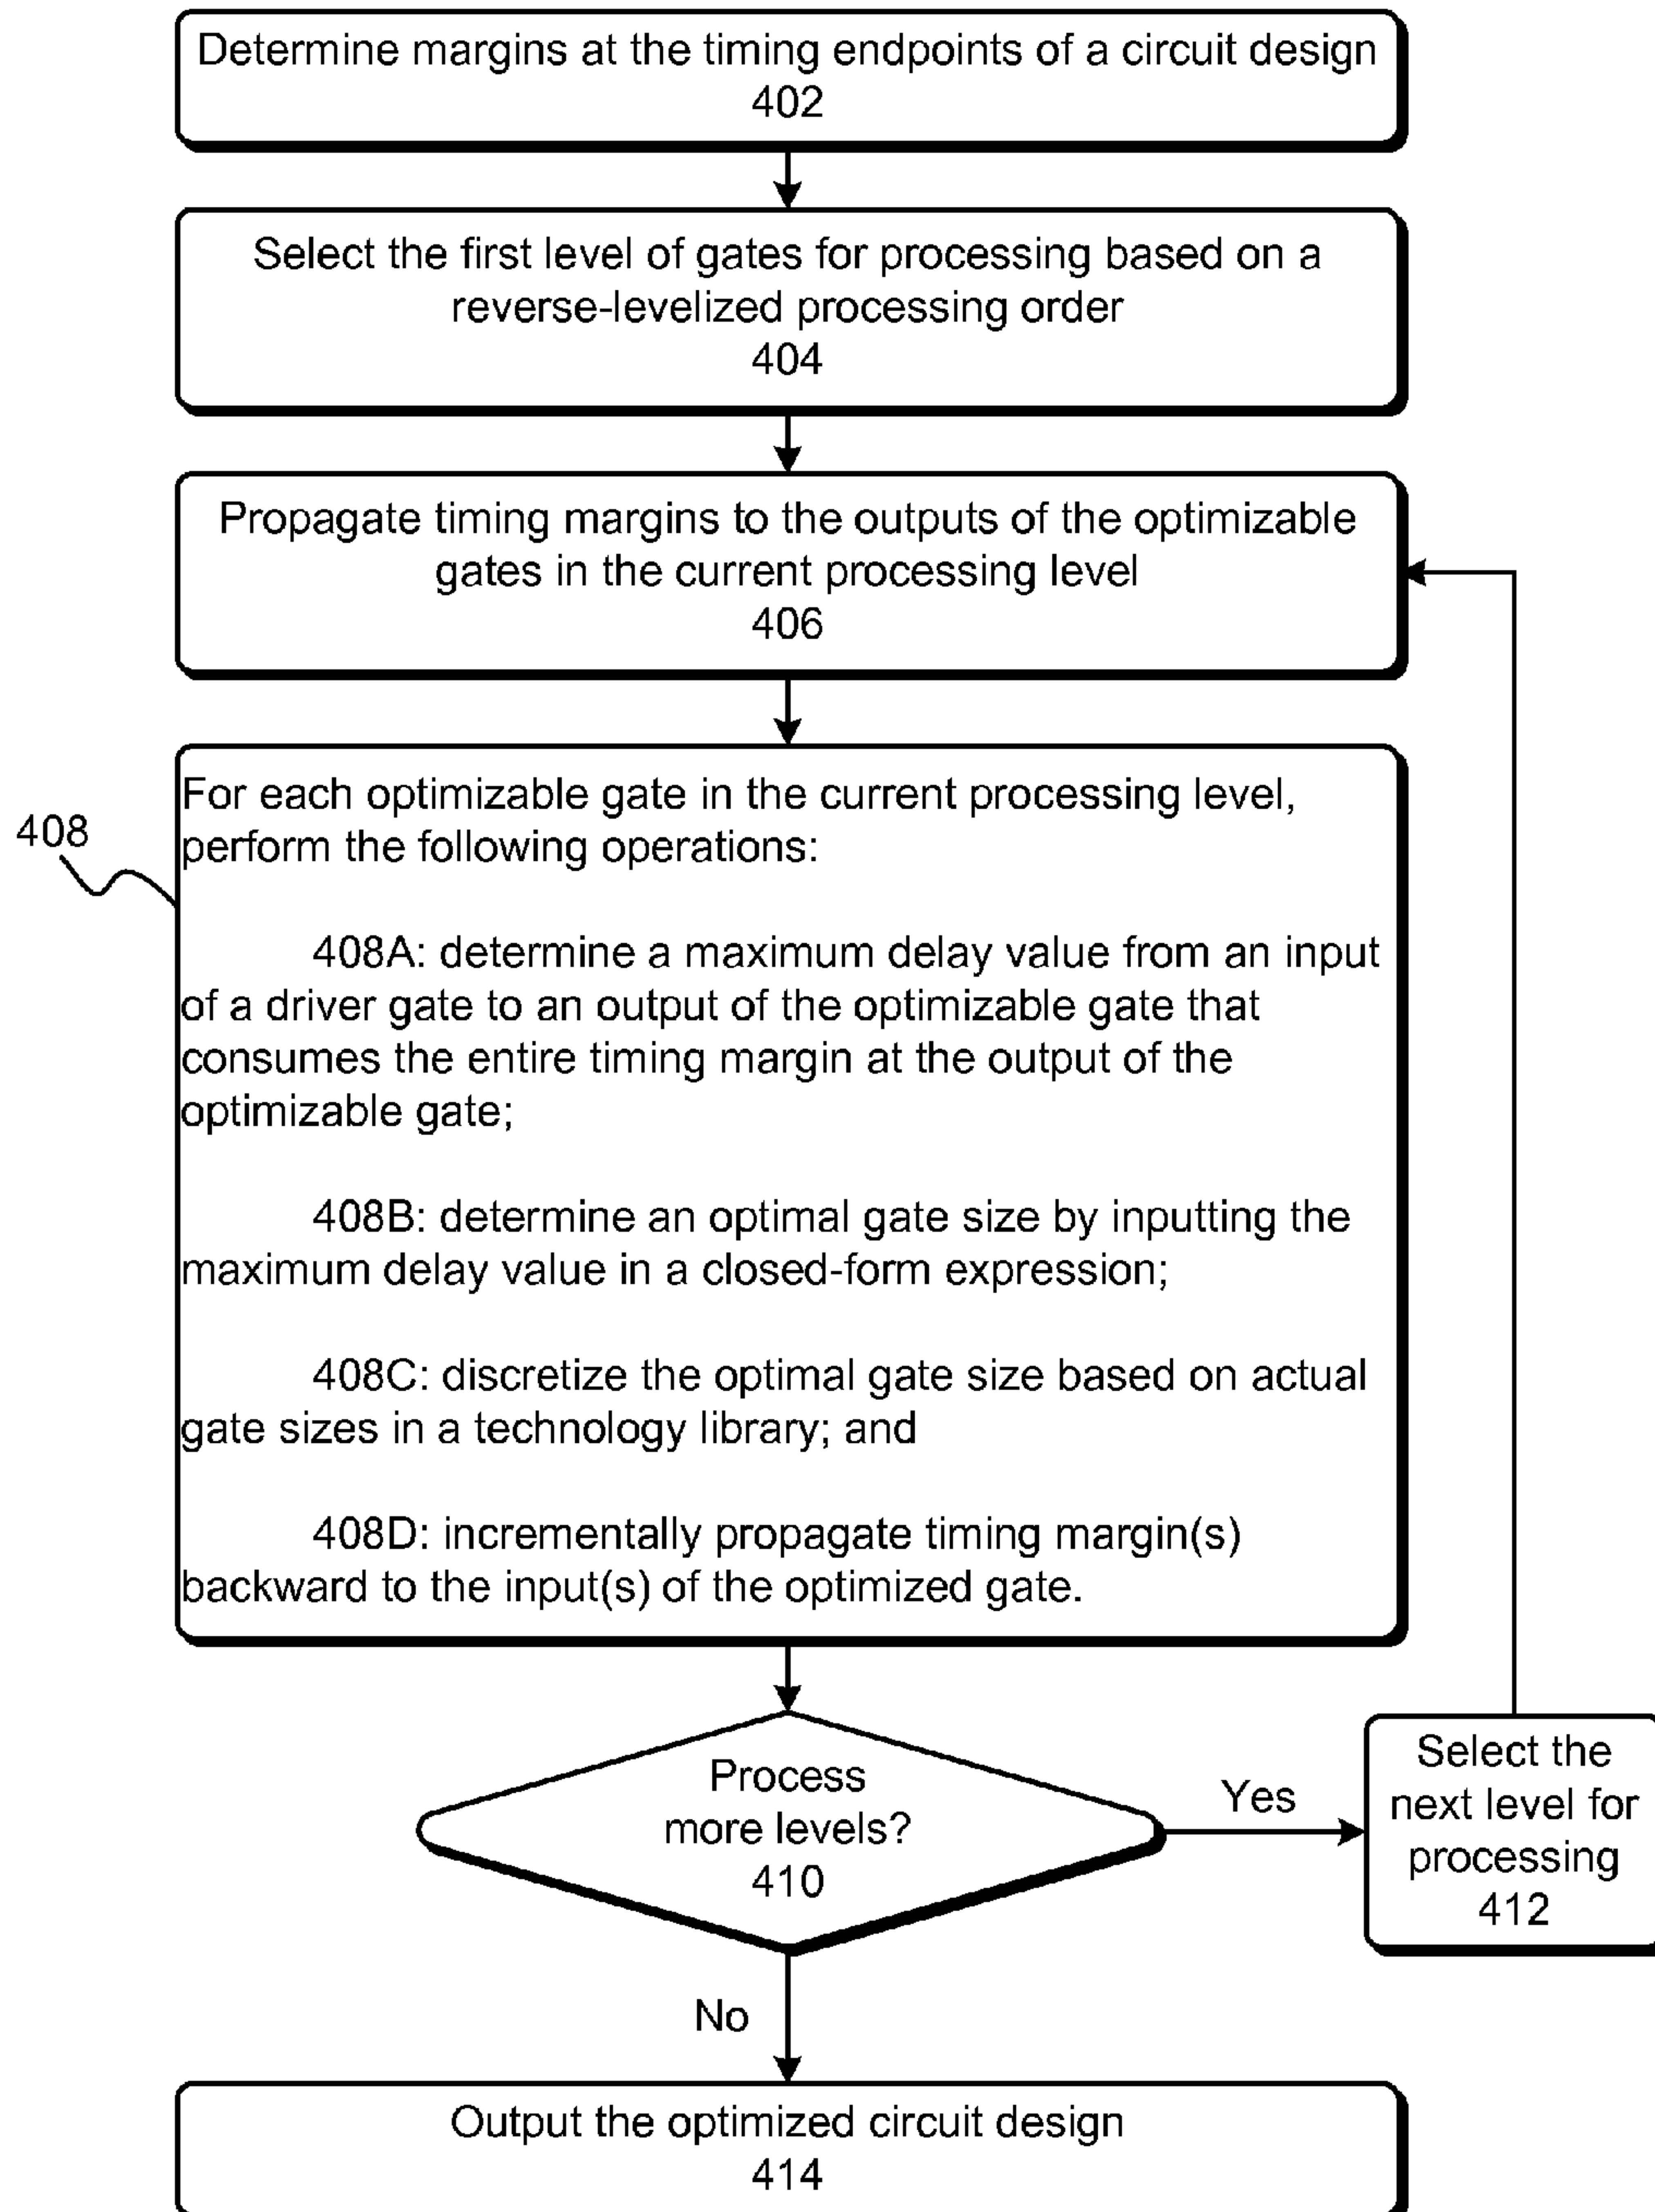 Determine margins at the timing endpoints of a circuit design
402
Select the first level of gates for processing based on a
reverse-levelized processing order
404
Propagate timing margins to the outputs of the optimizable
gates in the current processing level
406
408
For each optimizable gate in the current processing level,
perform the following operations:
408A: determine a maximum delay value from an input
of a driver gate to an output of the optimizable gate that
consumes the entire timing margin at the output of the
optimizable gate;
408B: determine an optimal gate size by inputting the
maximum delay value in a closed-form expression;
408C: discretize the optimal gate size based on actual
gate sizes in a technology library; and
408D: incrementally propagate timing margin(s)
backward to the input(s) of the optimized gate.
Process
more levels?
410
Yes
Select the
next level for
processing
412
No
Output the optimized circuit design
414